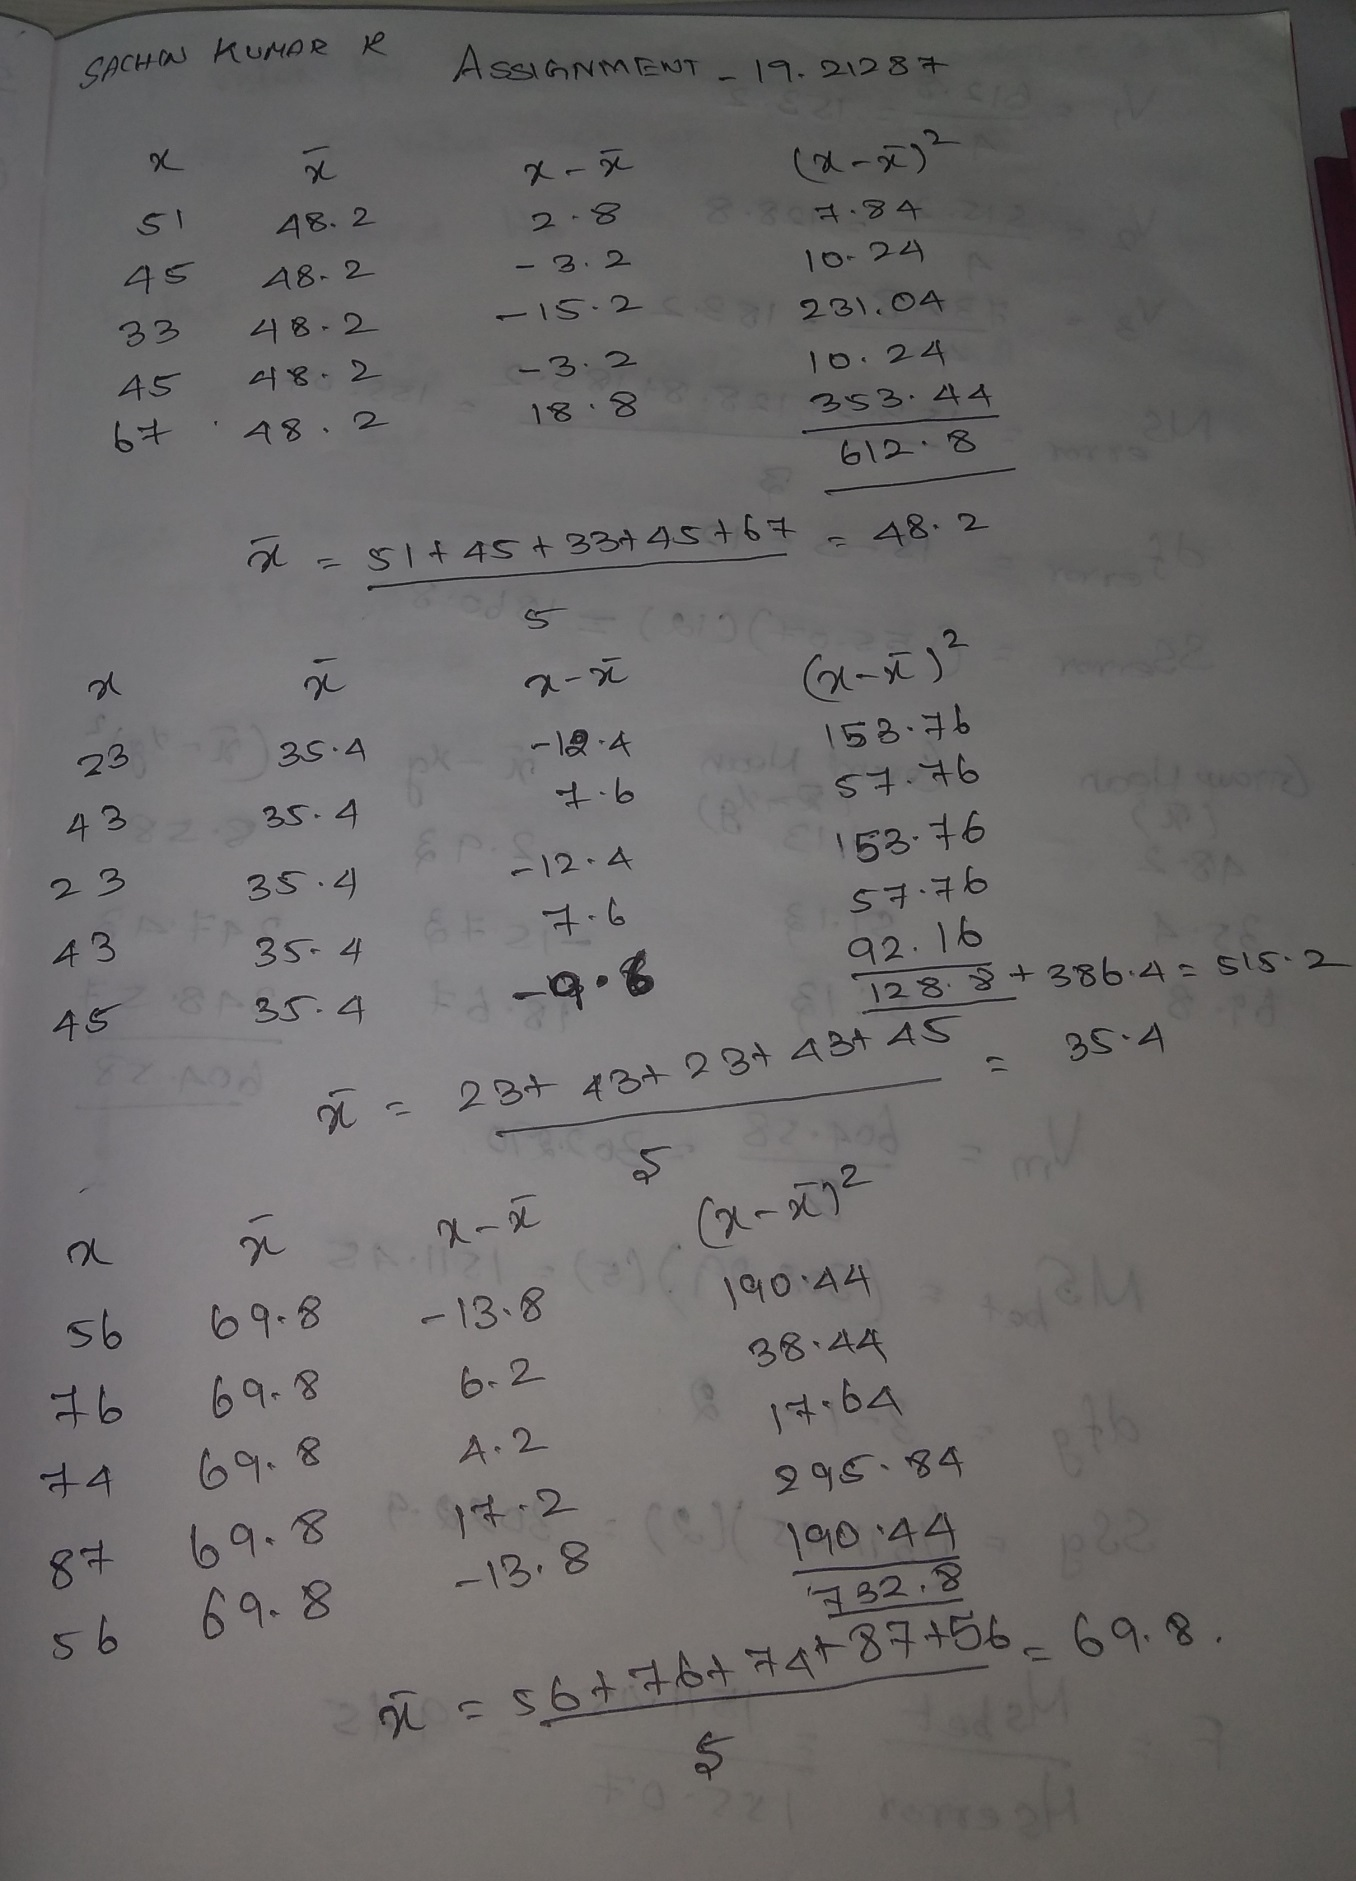 SACHIN KUMAR R ASSIGNMENT - 19.21287
x x̄ x-x̄ (x-x̄)²
51 48.2 2.8 7.84
45 48.2 -3.2 10.24
33 48.2 -15.2 231.04
45 48.2 -3.2 10.24
67 48.2 18.8 353.44
612.8
x̄ = 51+45+33+45+67 = 48.2
5
x x̄ x-x̄ (x-x̄)²
23 35.4 -12.4 153.76
43 35.4 7.6 57.76
23 35.4 -12.4 153.76
43 35.4 7.6 57.76
45 35.4 -9.6 92.16
128.8+386.4=515.2
x̄ = 23+43+23+43+45 = 35.4
5
x x̄ x-x̄ (x-x̄)²
56 69.8 -13.8 190.44
76 69.8 6.2 38.44
74 69.8 4.2 17.64
87 69.8 17.2 295.84
56 69.8 -13.8 190.44
732.8
x̄ = 56+76+74+87+56 = 69.8.
5